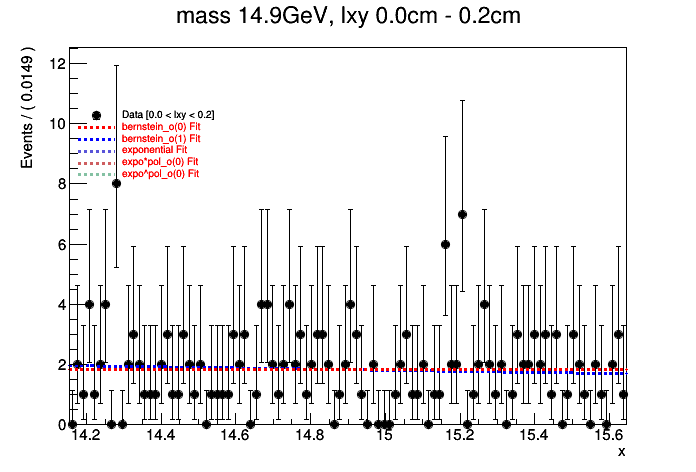 mass 14.9GeV, lxy 0.0cm - 0.2cm
Events / ( 0.0149 )
12
10
8
6
4
2
0
Data [0.0 < lxy < 0.2]
bernstein_o(0) Fit
bernstein_o(1) Fit
exponential Fit
expo*pol_o(0) Fit
expo^pol_o(0) Fit
14.2 14.4 14.6 14.8 15 15.2 15.4 15.6
x